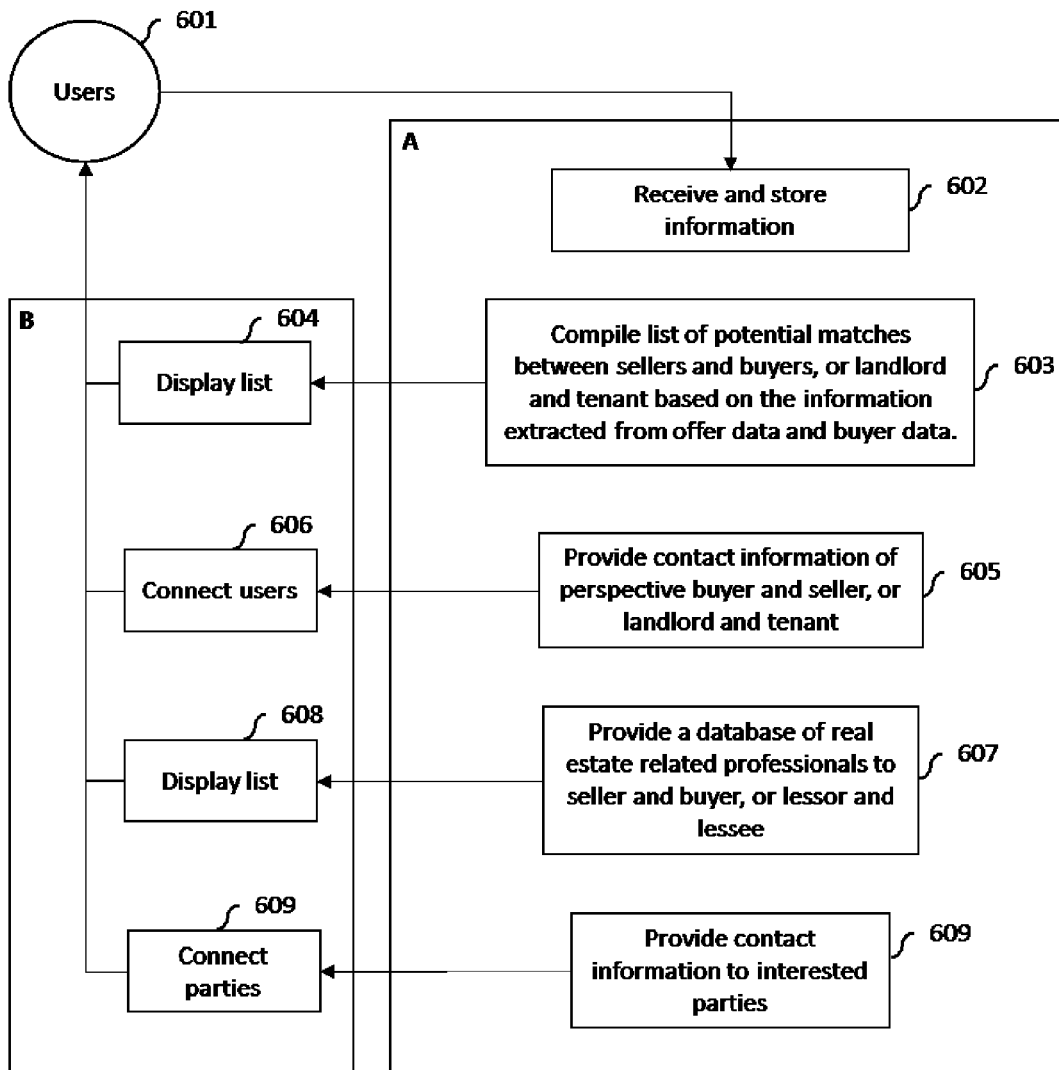 601
Users
A
Receive and store
information
602
B
604
Display list
Compile list of potential matches
between sellers and buyers, or landlord
and tenant based on the information
extracted from offer data and buyer data.
603
606
Connect users
Provide contact information of
perspective buyer and seller, or
landlord and tenant
605
608
Display list
Provide a database of real
estate related professionals to
seller and buyer, or lessor and
lessee
607
609
Connect
parties
Provide contact
information to interested
parties
609